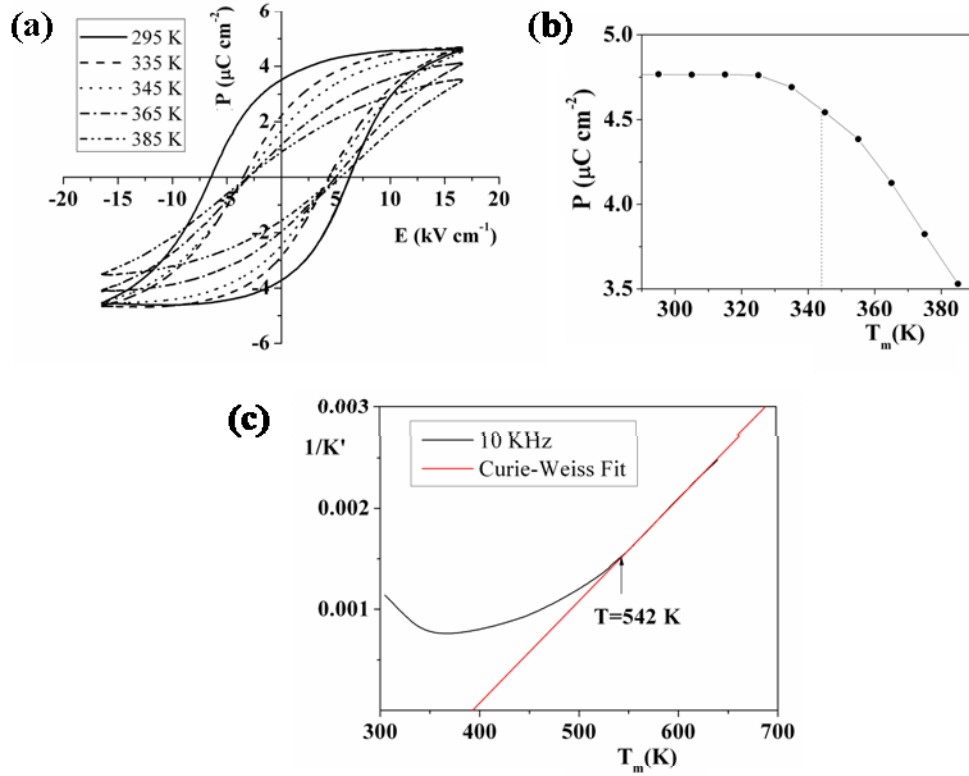 (a)
295 K
335 K
345 K
365 K
385 K
P (μC cm⁻²)
6
4
2
-2
-4
-6
-20 -15 -10 -5 5 10 15 20
E (kV cm⁻¹)
(b)
5.0
4.5
4.0
3.5
P (μC cm⁻²)
300 320 340 360 380
Tₘ(K)
(c)
0.003
0.002
0.001
1/K'
10 KHz
Curie-Weiss Fit
T=542 K
300 400 500 600 700
Tₘ(K)